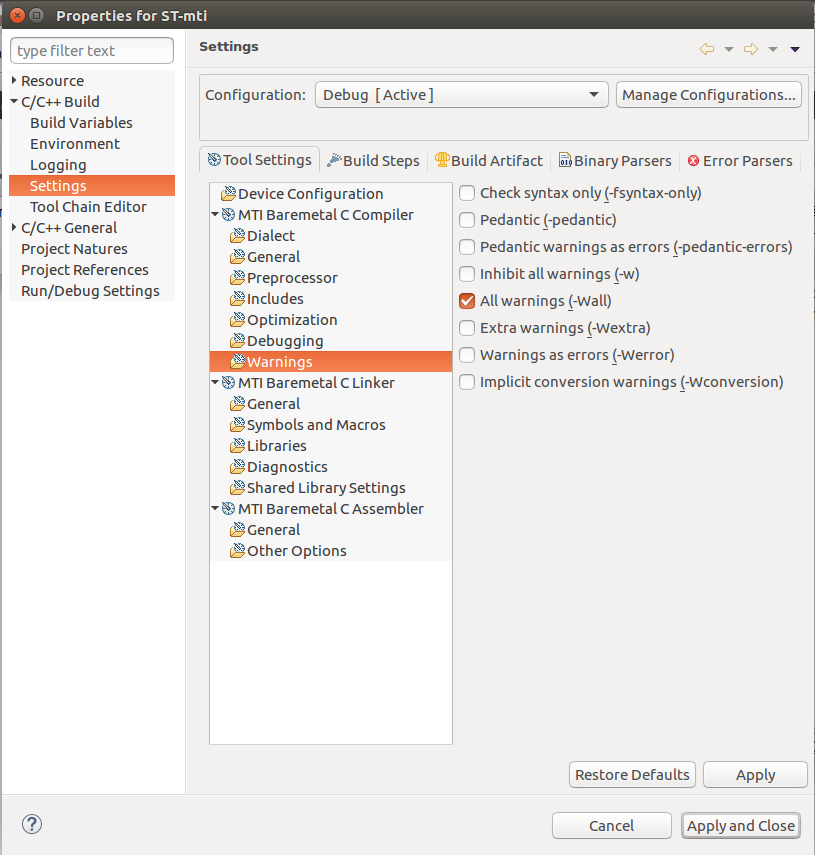 Properties for ST-mti
type filter text
Resource
C/C++ Build
Build Variables
Environment
Logging
Settings
Tool Chain Editor
C/C++ General
Project Natures
Project References
Run/Debug Settings
Settings
Configuration: Debug [ Active ] Manage Configurations...
Tool Settings Build Steps Build Artifact Binary Parsers Error Parsers
Device Configuration
MTI Baremetal C Compiler
Dialect
General
Preprocessor
Includes
Optimization
Debugging
Warnings
MTI Baremetal C Linker
General
Symbols and Macros
Libraries
Diagnostics
Shared Library Settings
MTI Baremetal C Assembler
General
Other Options
Check syntax only (-fsyntax-only)
Pedantic (-pedantic)
Pedantic warnings as errors (-pedantic-errors)
Inhibit all warnings (-w)
All warnings (-Wall)
Extra warnings (-Wextra)
Warnings as errors (-Werror)
Implicit conversion warnings (-Wconversion)
Restore Defaults Apply
? Cancel Apply and Close